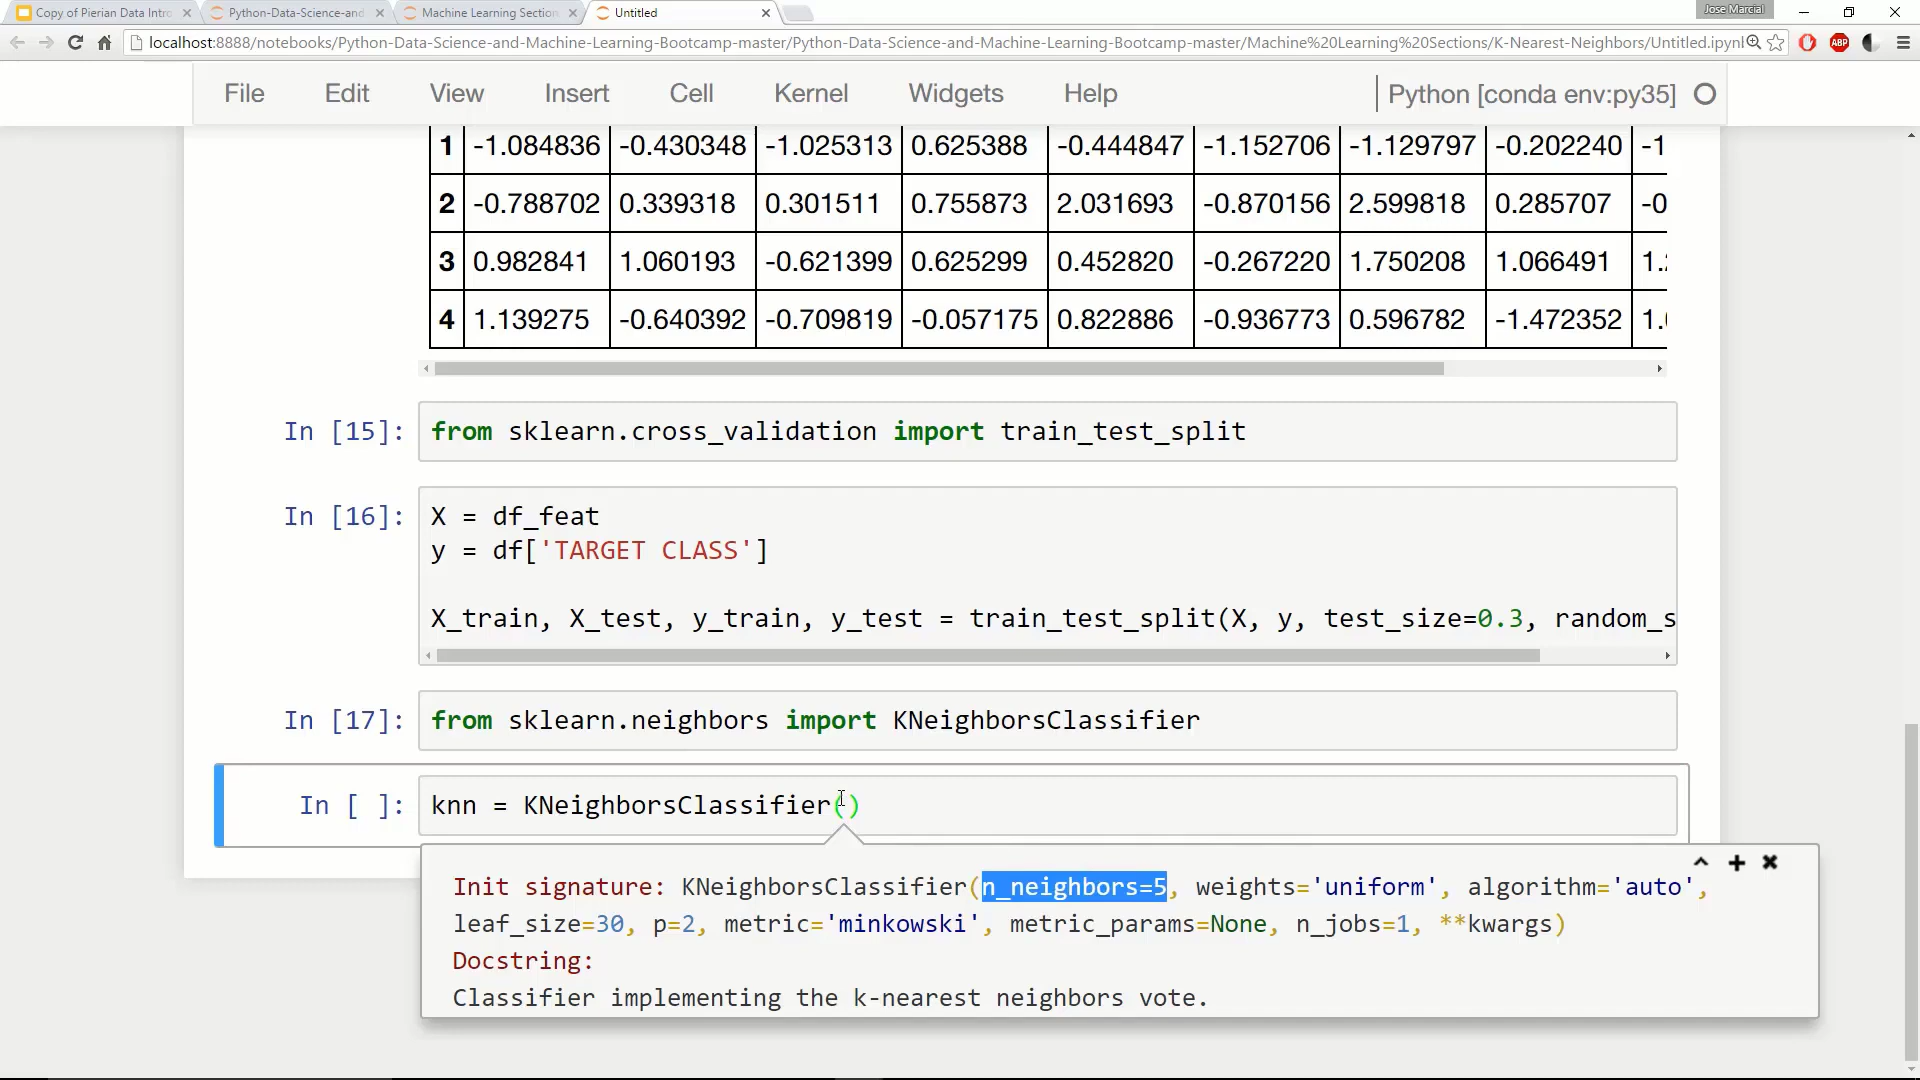 Copy of Pierian Data Intro
Python-Data-Science-and-
Machine Learning Section
Untitled
Jose Marcial
localhost:8888/notebooks/Python-Data-Science-and-Machine-Learning-Bootcamp-master/Python-Data-Science-and-Machine-Learning-Bootcamp-master/Machine%20Learning%20Sections/K-Nearest-Neighbors/Untitled.ipynb
ABP
File Edit View Insert Cell Kernel Widgets Help Python [conda env:py35]
1 -1.084836 -0.430348 -1.025313 0.625388 -0.444847 -1.152706 -1.129797 -0.202240 -1
2 -0.788702 0.339318 0.301511 0.755873 2.031693 -0.870156 2.599818 0.285707 -0
3 0.982841 1.060193 -0.621399 0.625299 0.452820 -0.267220 1.750208 1.066491 1.
4 1.139275 -0.640392 -0.709819 -0.057175 0.822886 -0.936773 0.596782 -1.472352 1.
In [15]: from sklearn.cross_validation import train_test_split
In [16]: X = df_feat
y = df['TARGET CLASS']
X_train, X_test, y_train, y_test = train_test_split(X, y, test_size=0.3, random_s
In [17]: from sklearn.neighbors import KNeighborsClassifier
In [ ]: knn = KNeighborsClassifier()
Init signature: KNeighborsClassifier(n_neighbors=5, weights='uniform', algorithm='auto',
leaf_size=30, p=2, metric='minkowski', metric_params=None, n_jobs=1, **kwargs)
Docstring:
Classifier implementing the k-nearest neighbors vote.